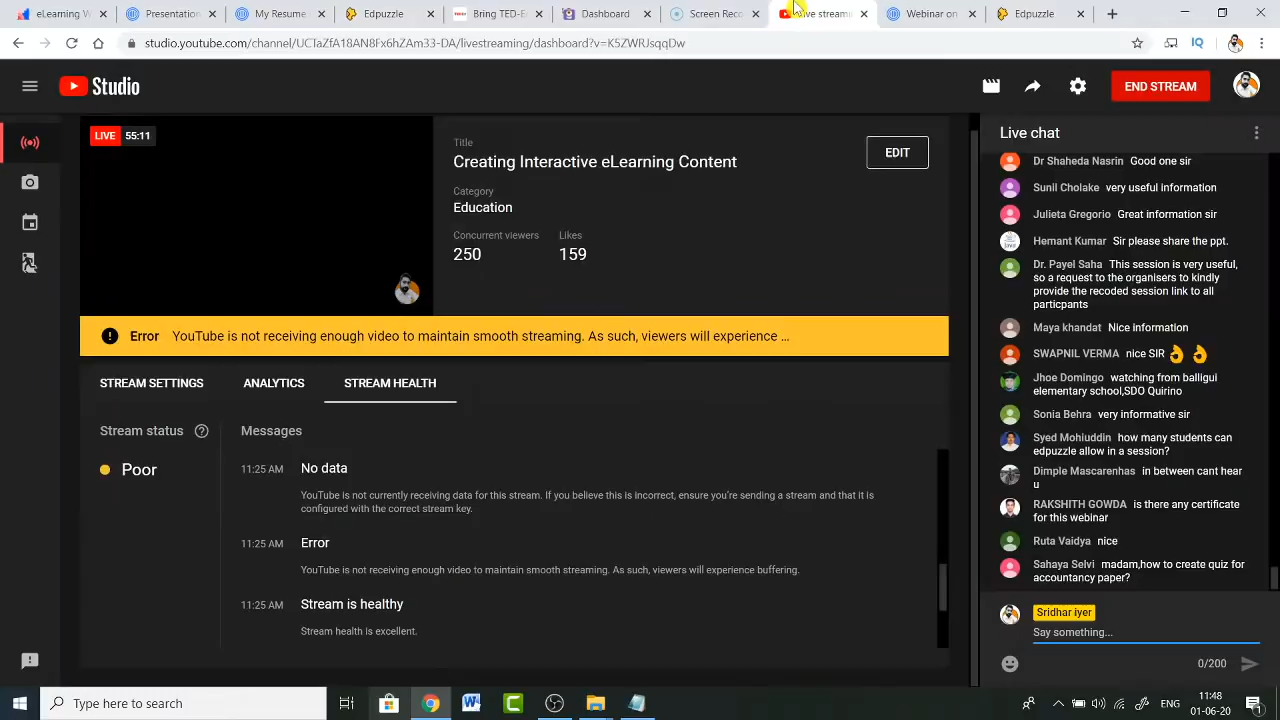 eLearning W
Presentation
My Resume
Edpuzzle
Bring TED-E
Dashboard
Screen Reco
Live stream
Webinar on
Edpuzzle
studio.youtube.com/channel/UCTaZfA18AN8Fx6hZAm33-DA/livestreaming/dashboard?v=K5ZWRUsqqDw
Studio
END STREAM
LIVE 55:11
Title
Creating Interactive eLearning Content
EDIT
Category
Education
Concurrent viewers Likes
250 159
Error YouTube is not receiving enough video to maintain smooth streaming. As such, viewers will experience ...
STREAM SETTINGS ANALYTICS STREAM HEALTH
Stream status
Poor
Messages
11:25 AM No data
YouTube is not currently receiving data for this stream. If you believe this is incorrect, ensure you're sending a stream and that it is
configured with the correct stream key.
11:25 AM Error
YouTube is not receiving enough video to maintain smooth streaming. As such, viewers will experience buffering.
11:25 AM Stream is healthy
Stream health is excellent.
Live chat
Dr Shaheda Nasrin Good one sir
Sunil Cholake very useful information
Julieta Gregorio Great information sir
Hemant Kumar Sir please share the ppt.
Dr. Payel Saha This session is very useful,
so a request to the organisers to kindly
provide the recoded session link to all
particpants
Maya khandat Nice information
SWAPNIL VERMA nice SIR 👌 👌
Jhoe Domingo watching from balligui
elementary school,SDO Quirino
Sonia Behra very informative sir
Syed Mohiuddin how many students can
edpuzzle allow in a session?
Dimple Mascarenhas in between cant hear
u
RAKSHITH GOWDA is there any certificate
for this webinar
Ruta Vaidya nice
Sahaya Selvi madam,how to create quiz for
accountancy paper?
Sridhar iyer
Say something...
0/200
Type here to search
ENG
11:48
01-06-20